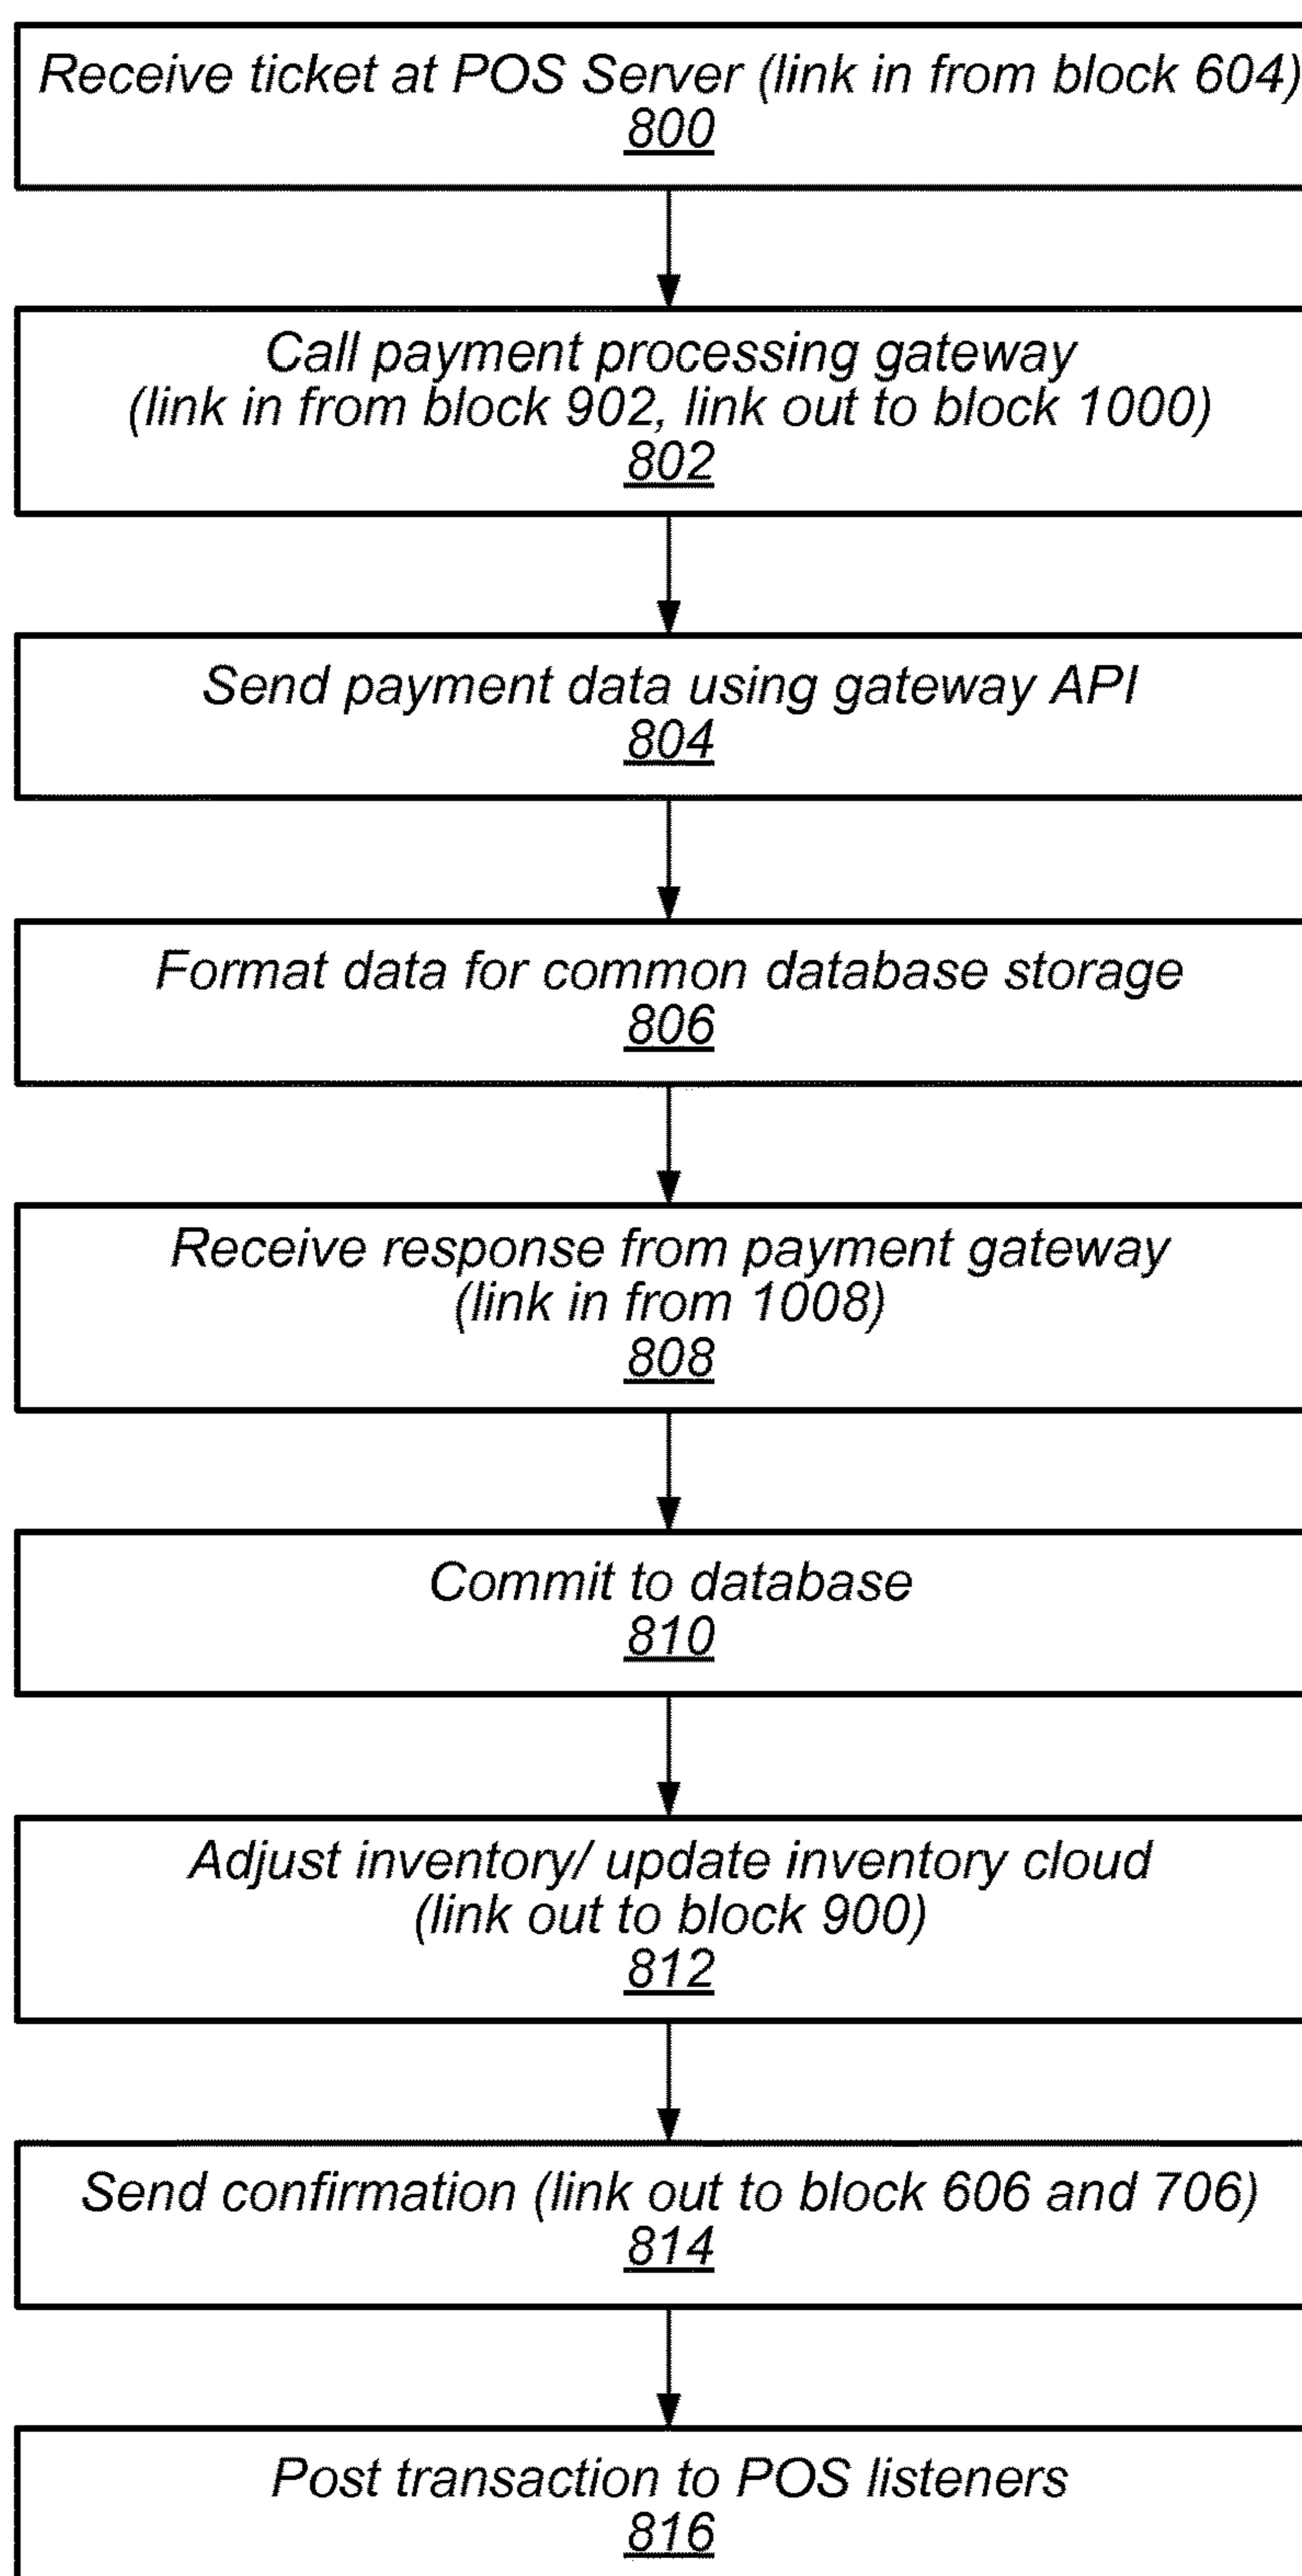 Receive ticket at POS Server (link in from block 604)
800
Call payment processing gateway
(link in from block 902, link out to block 1000)
802
Send payment data using gateway API
804
Format data for common database storage
806
Receive response from payment gateway
(link in from 1008)
808
Commit to database
810
Adjust inventory/ update inventory cloud
(link out to block 900)
812
Send confirmation (link out to block 606 and 706)
814
Post transaction to POS listeners
816